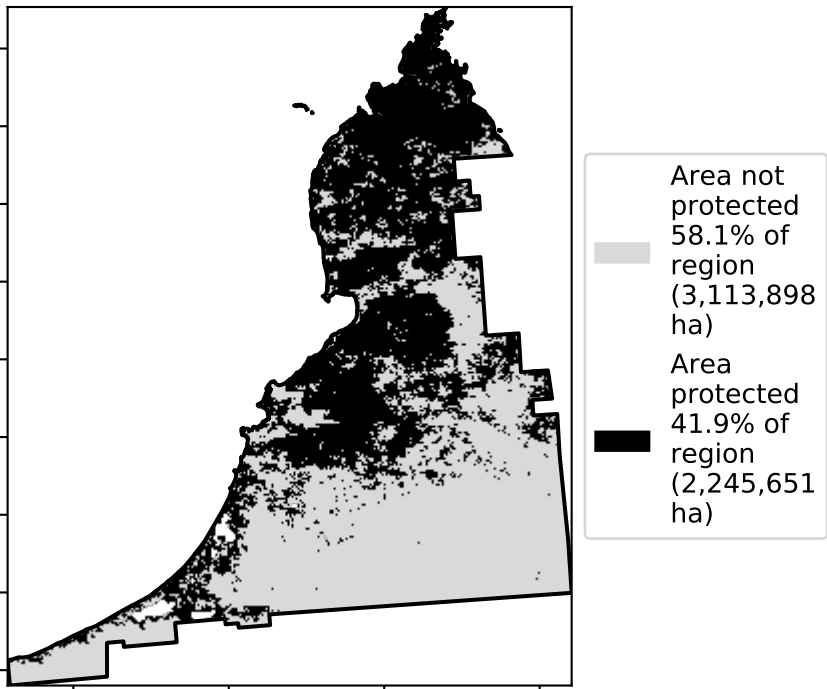 Area not
protected
58.1% of
region
(3,113,898
ha)
Area
protected
41.9% of
region
(2,245,651
ha)